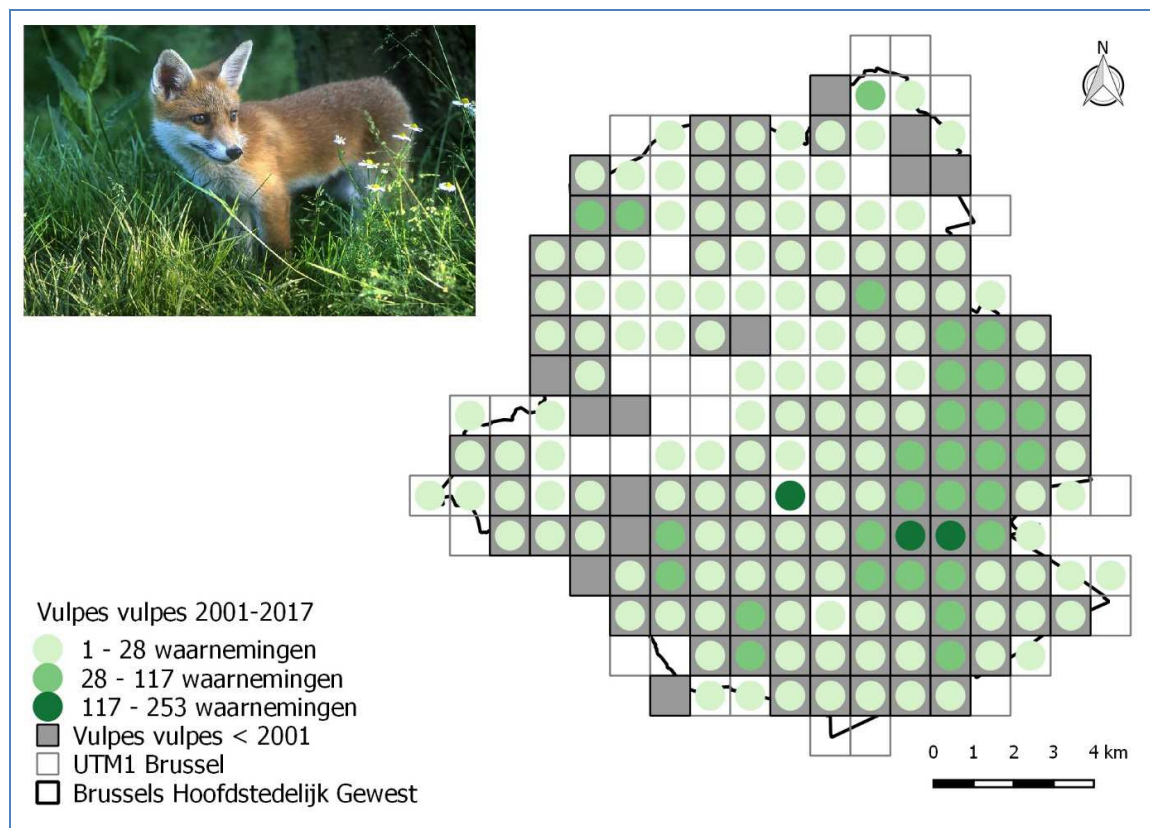 N
Vulpes vulpes 2001-2017
1 - 28 waarnemingen
28 - 117 waarnemingen
117 - 253 waarnemingen
Vulpes vulpes < 2001
UTM1 Brussel
Brussels Hoofdstedelijk Gewest
0 1 2 3 4 km